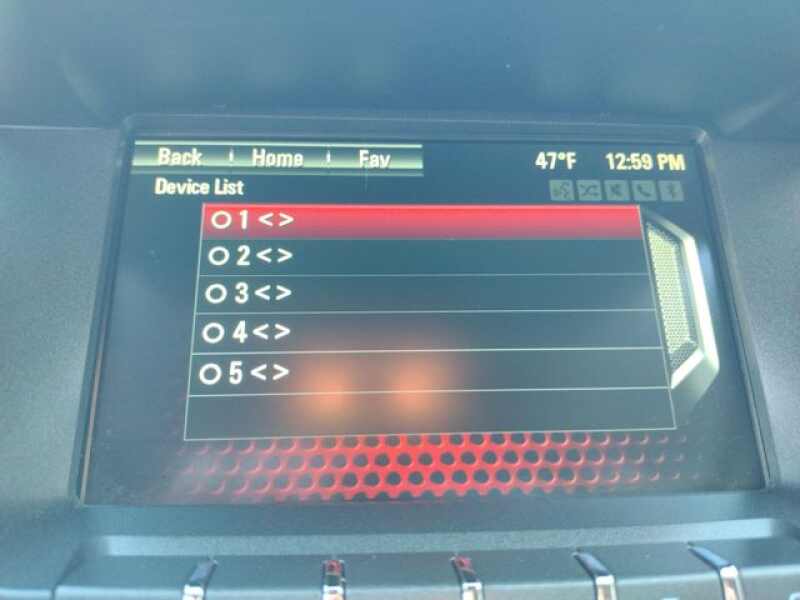 Back Home Fav 47°F 12:59 PM
Device List
1 < >
2 < >
3 < >
4 < >
5 < >